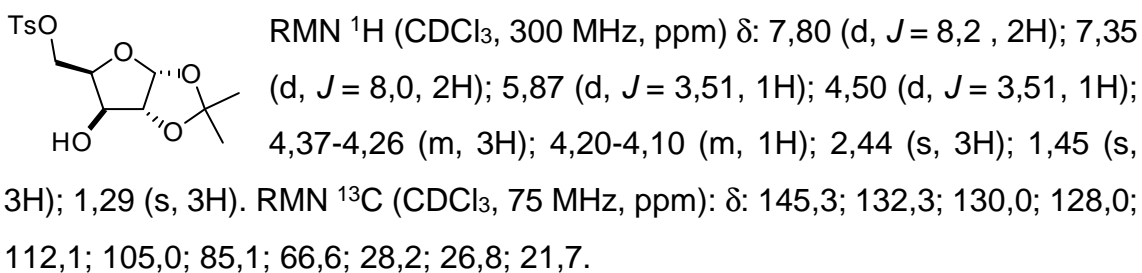 TsO
O
O
O
HO
RMN ¹H (CDCl₃, 300 MHz, ppm) δ: 7,80 (d, J = 8,2 , 2H); 7,35
(d, J = 8,0, 2H); 5,87 (d, J = 3,51, 1H); 4,50 (d, J = 3,51, 1H);
4,37-4,26 (m, 3H); 4,20-4,10 (m, 1H); 2,44 (s, 3H); 1,45 (s,
3H); 1,29 (s, 3H). RMN ¹³C (CDCl₃, 75 MHz, ppm): δ: 145,3; 132,3; 130,0; 128,0;
112,1; 105,0; 85,1; 66,6; 28,2; 26,8; 21,7.